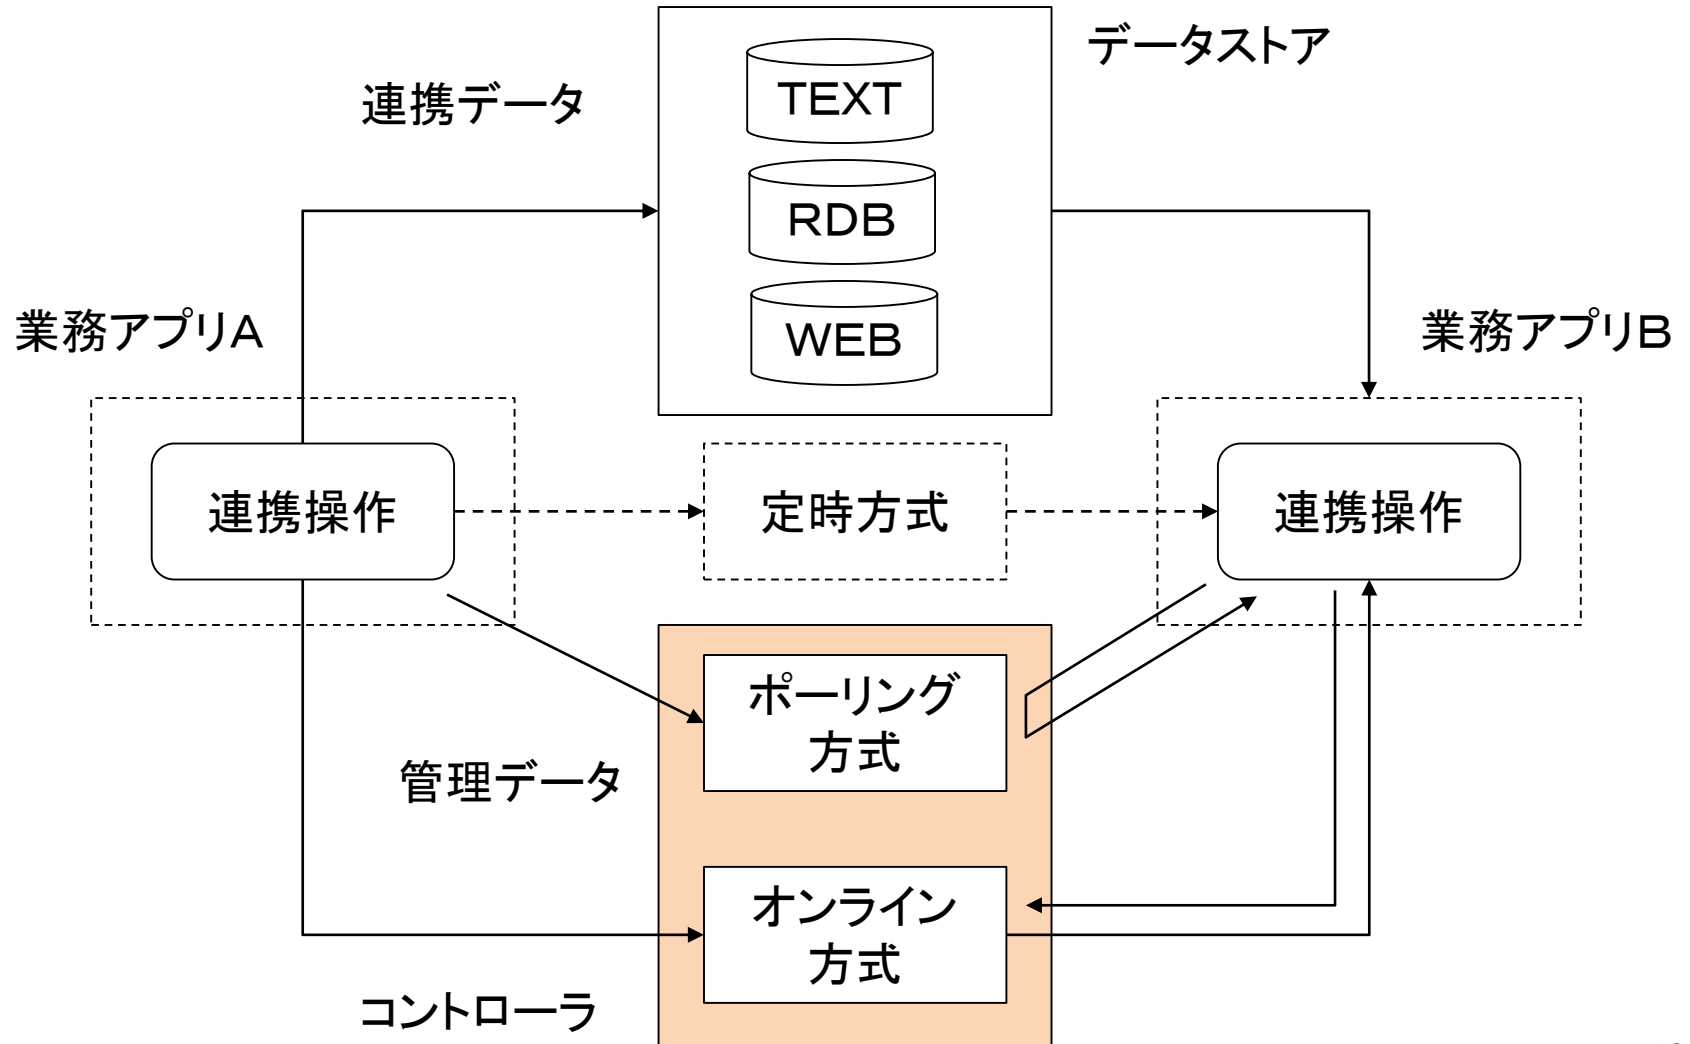 データストア
連携データ
TEXT
RDB
WEB
業務アプリA
業務アプリB
連携操作
定時方式
連携操作
ポーリング
方式
管理データ
オンライン
方式
コントローラ